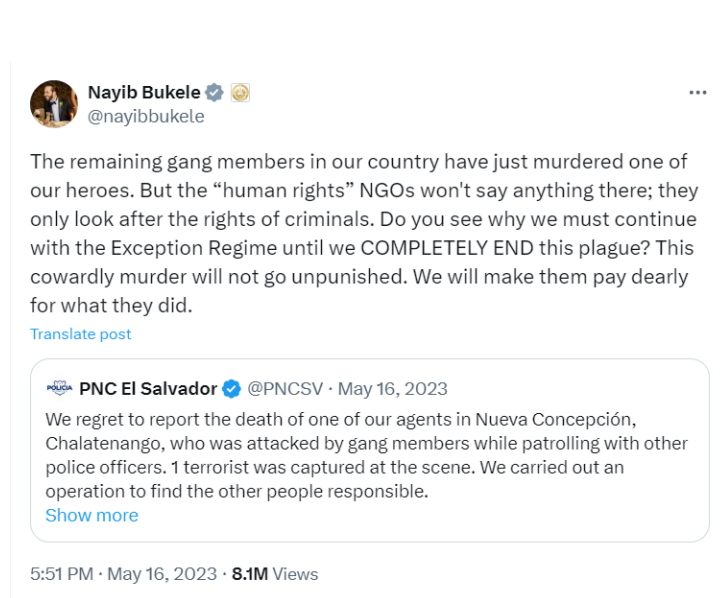 Nayib Bukele
@nayibbukele
The remaining gang members in our country have just murdered one of
our heroes. But the “human rights” NGOs won't say anything there; they
only look after the rights of criminals. Do you see why we must continue
with the Exception Regime until we COMPLETELY END this plague? This
cowardly murder will not go unpunished. We will make them pay dearly
for what they did.
Translate post
POLICIA PNC El Salvador @PNCSV · May 16, 2023
We regret to report the death of one of our agents in Nueva Concepción,
Chalatenango, who was attacked by gang members while patrolling with other
police officers. 1 terrorist was captured at the scene. We carried out an
operation to find the other people responsible.
Show more
5:51 PM · May 16, 2023 · 8.1M Views